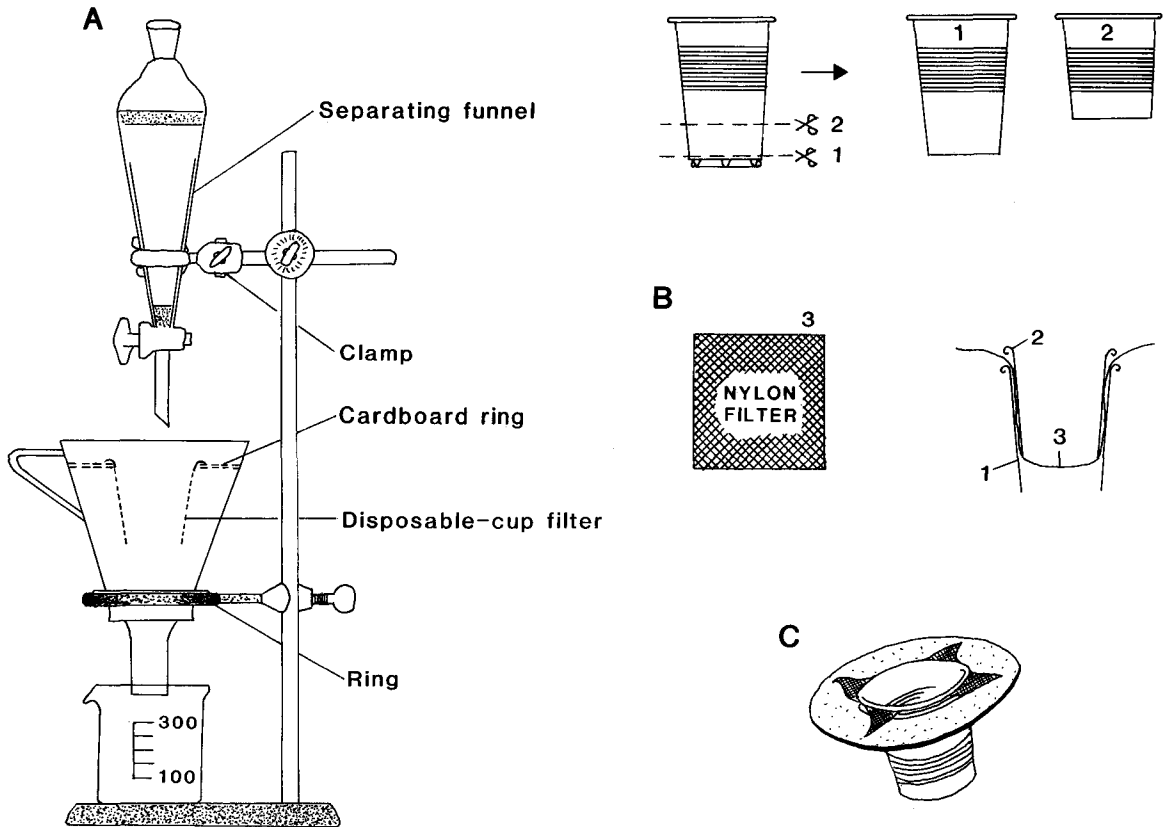 A
Separating funnel
Clamp
Cardboard ring
Disposable-cup filter
Ring
300
100
2
1
1
2
B
3
NYLON
FILTER
2
3
1
C